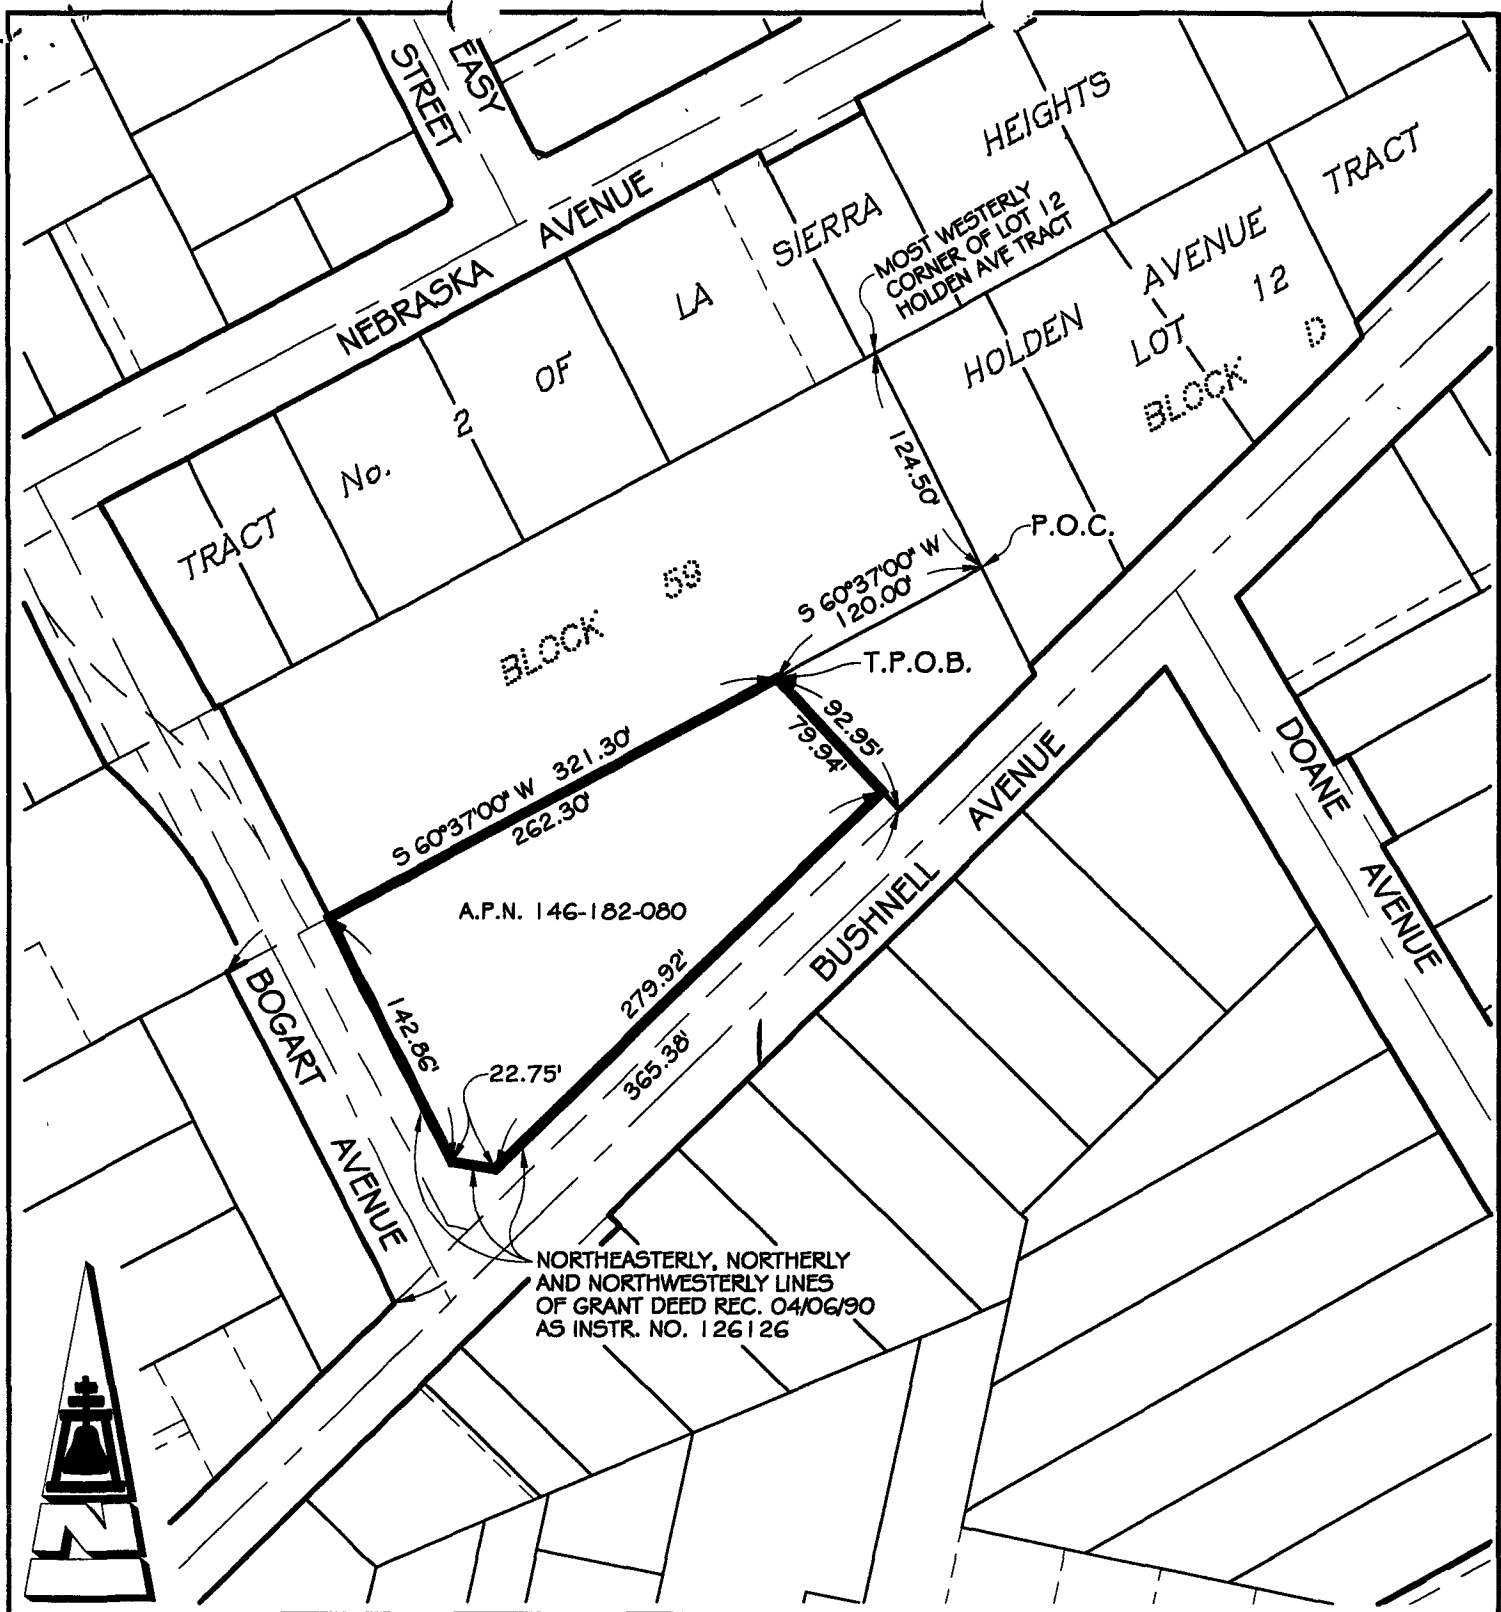 EASY
STREET
NEBRASKA AVENUE
TRACT No. 2 OF LA SIERRA HEIGHTS
MOST WESTERLY
CORNER OF LOT 12
HOLDEN AVE TRACT
HOLDEN AVENUE TRACT
LOT 12
BLOCK D
124.50'
P.O.C.
S 60°37'00" W
120.00'
BLOCK 59
T.P.O.B.
92.95'
79.94'
S 60°37'00" W 321.30'
262.30'
A.P.N. 146-182-080
DOANE AVENUE
BUSHNELL AVENUE
279.92'
365.38'
142.86'
22.75'
BOGART AVENUE
NORTHEASTERLY, NORTHERLY
AND NORTHWESTERLY LINES
OF GRANT DEED REC. 04/06/90
AS INSTR. NO. 126126
N